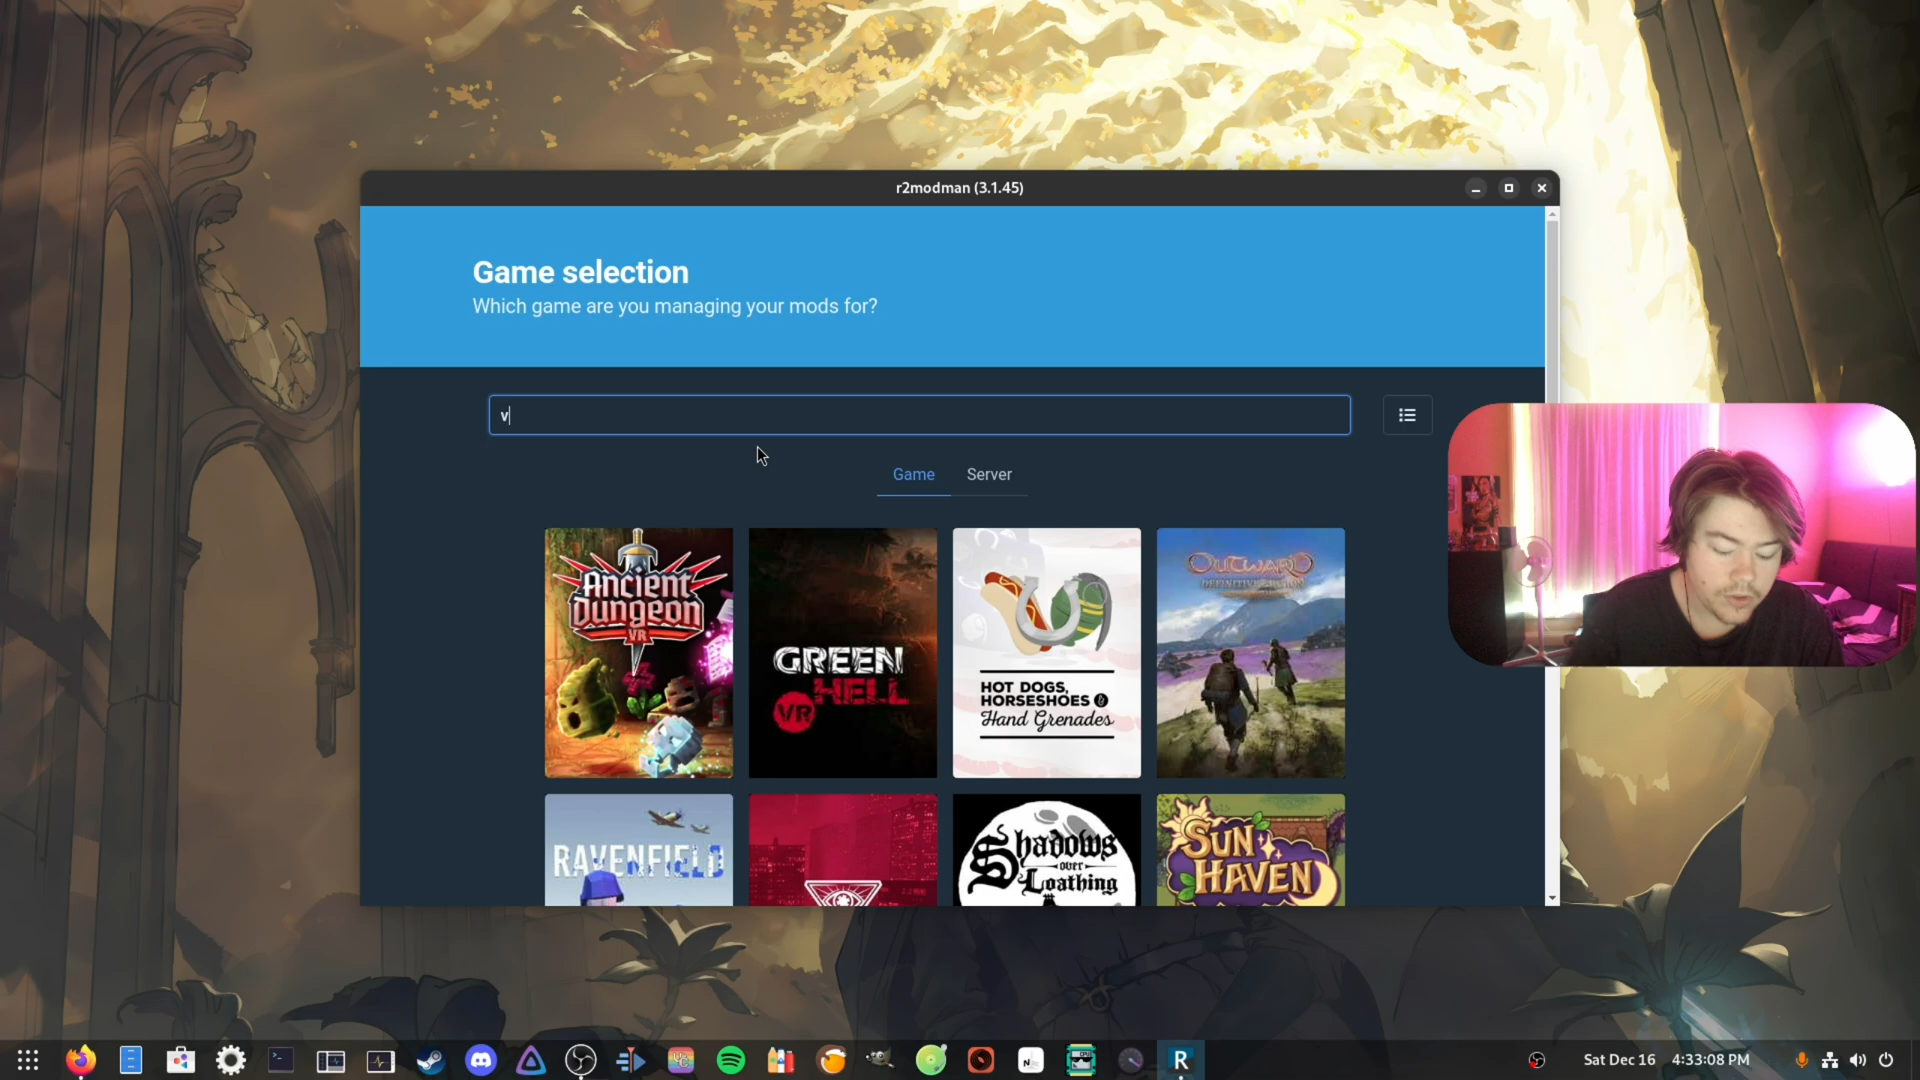 r2modman (3.1.45)
Game selection
Which game are you managing your mods for?
v
Game
Server
Ancient
Dungeon
VR
GREEN
HELL
VR
HOT DOGS,
HORSESHOES &
Hand Grenades
OUTWARD
DEFINITIVE EDITION
RAVENFIELD
Shadows
over
Loathing
SUN
HAVEN
Sat Dec 16 4:33:08 PM
R